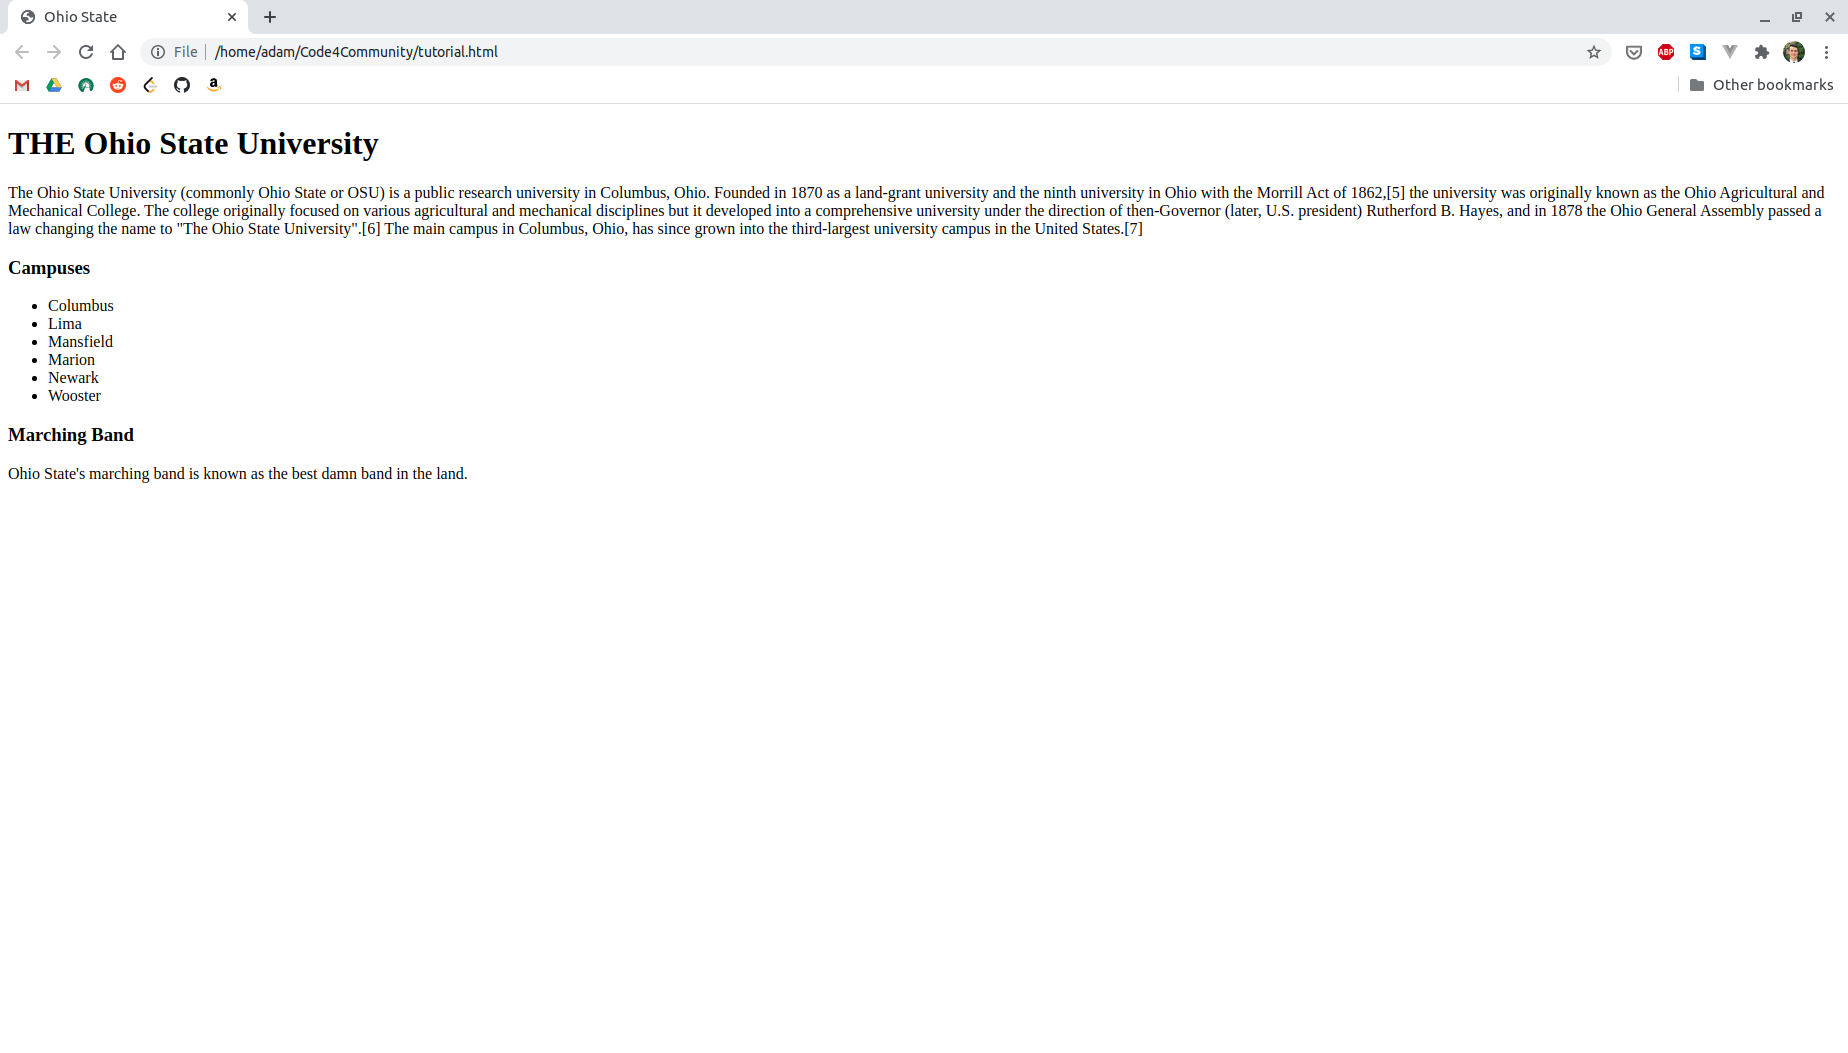 Ohio State
File
/home/adam/Code4Community/tutorial.html
ABP
S
a
Other bookmarks
THE Ohio State University
The Ohio State University (commonly Ohio State or OSU) is a public research university in Columbus, Ohio. Founded in 1870 as a land-grant university and the ninth university in Ohio with the Morrill Act of 1862,[5] the university was originally known as the Ohio Agricultural and
Mechanical College. The college originally focused on various agricultural and mechanical disciplines but it developed into a comprehensive university under the direction of then-Governor (later, U.S. president) Rutherford B. Hayes, and in 1878 the Ohio General Assembly passed a
law changing the name to "The Ohio State University".[6] The main campus in Columbus, Ohio, has since grown into the third-largest university campus in the United States.[7]
Campuses
Columbus
Lima
Mansfield
Marion
Newark
Wooster
Marching Band
Ohio State's marching band is known as the best damn band in the land.